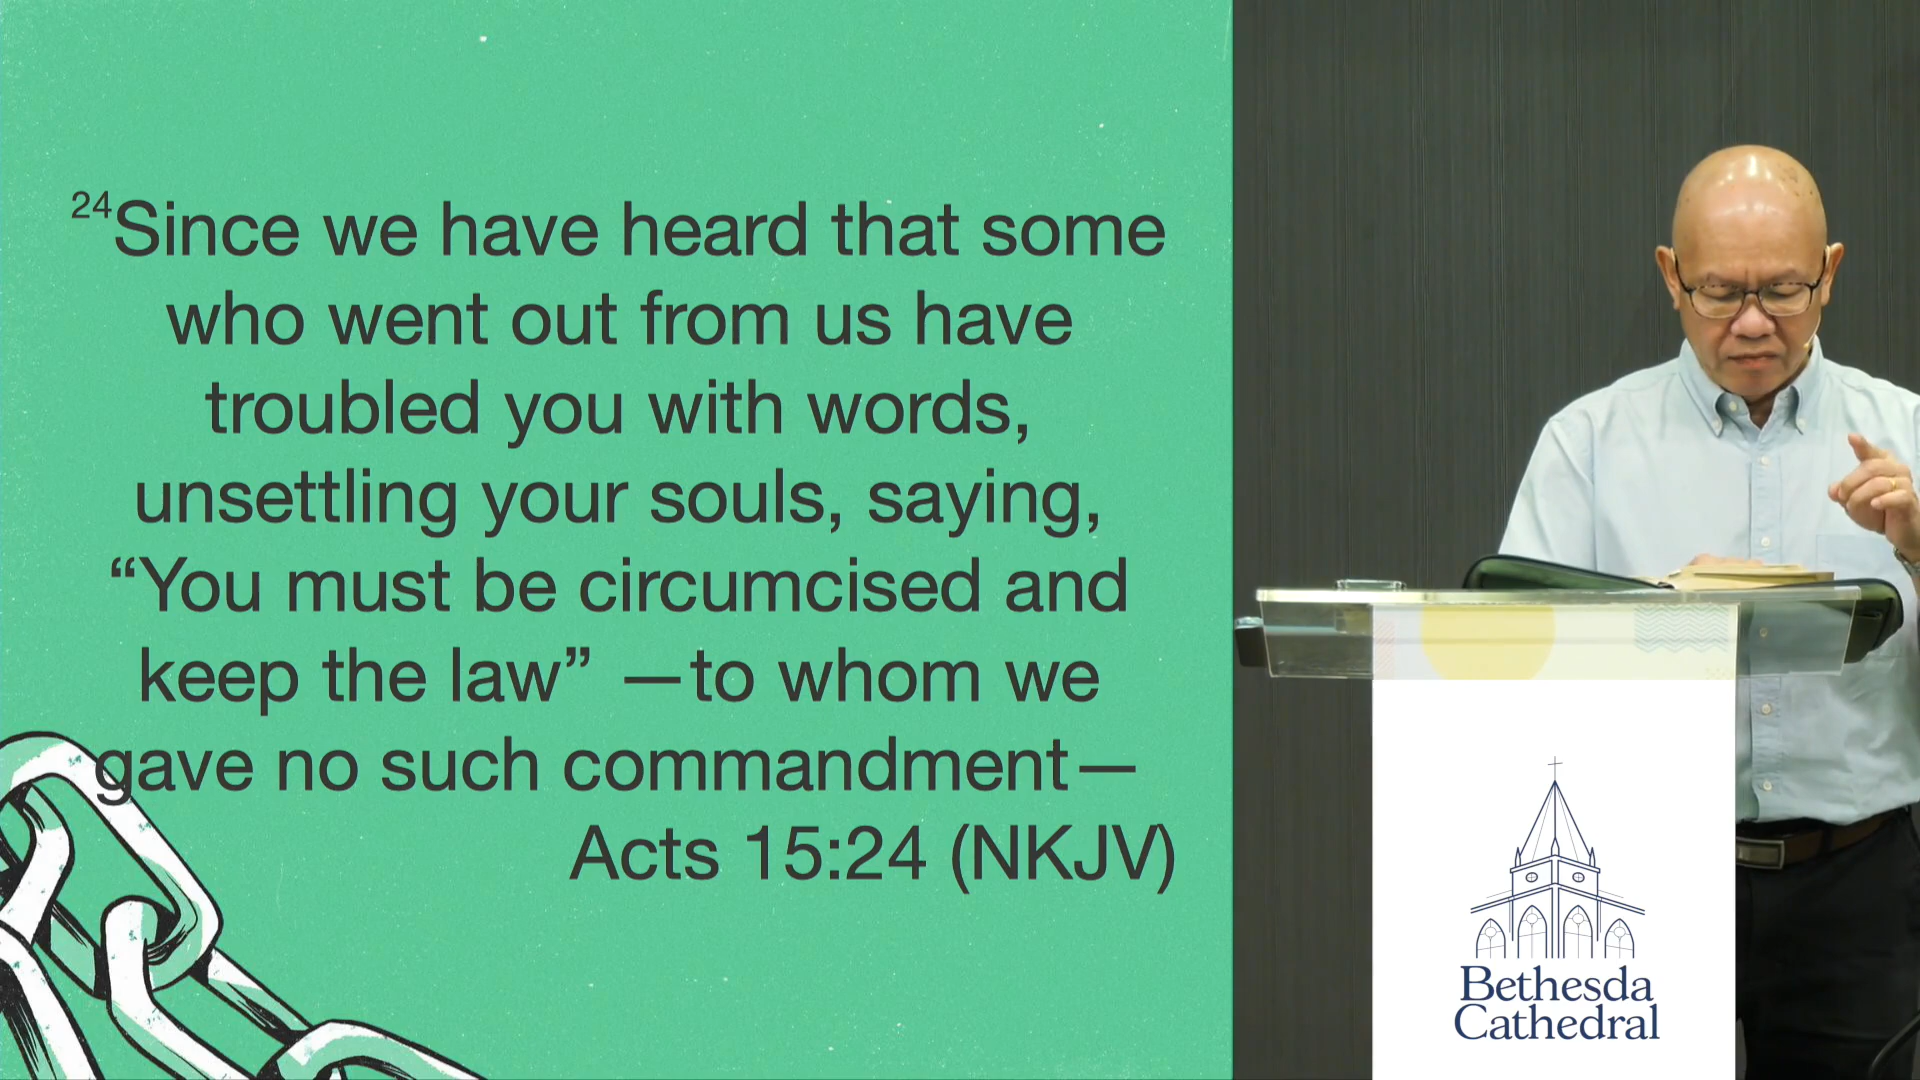 24Since we have heard that some
who went out from us have
troubled you with words,
unsettling your souls, saying,
“You must be circumcised and
keep the law” —to whom we
gave no such commandment—
Acts 15:24 (NKJV)
Bethesda
Cathedral